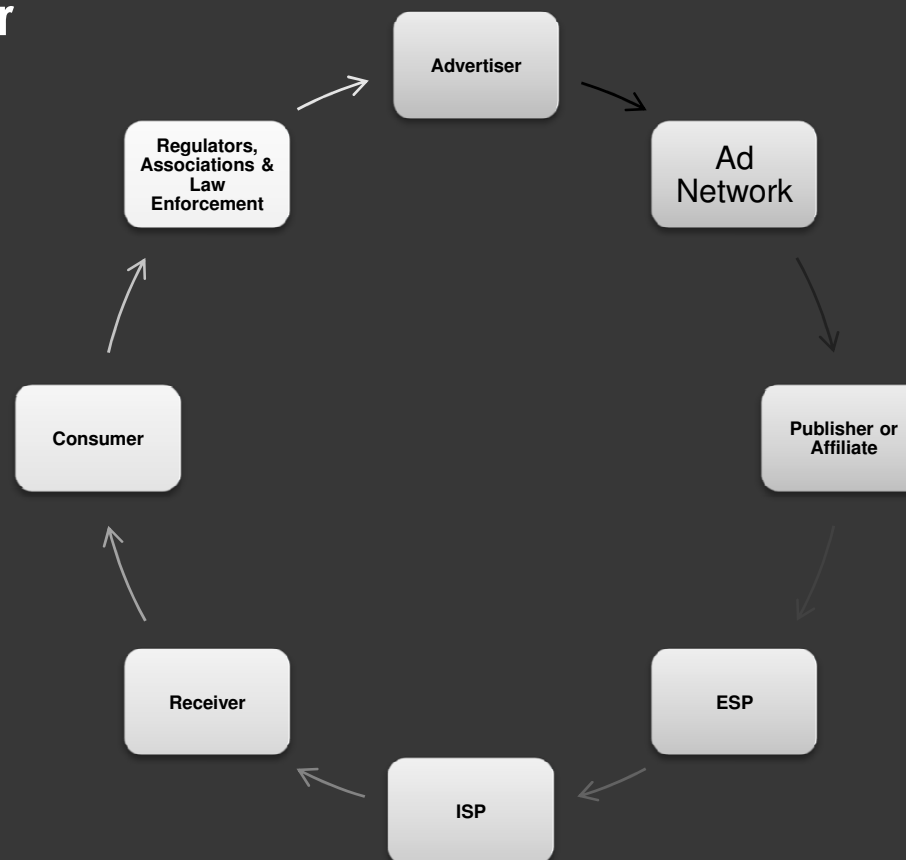 r
Advertiser
Regulators,
Associations &
Law
Enforcement
Ad
Network
Consumer
Publisher or
Affiliate
Receiver
ESP
ISP